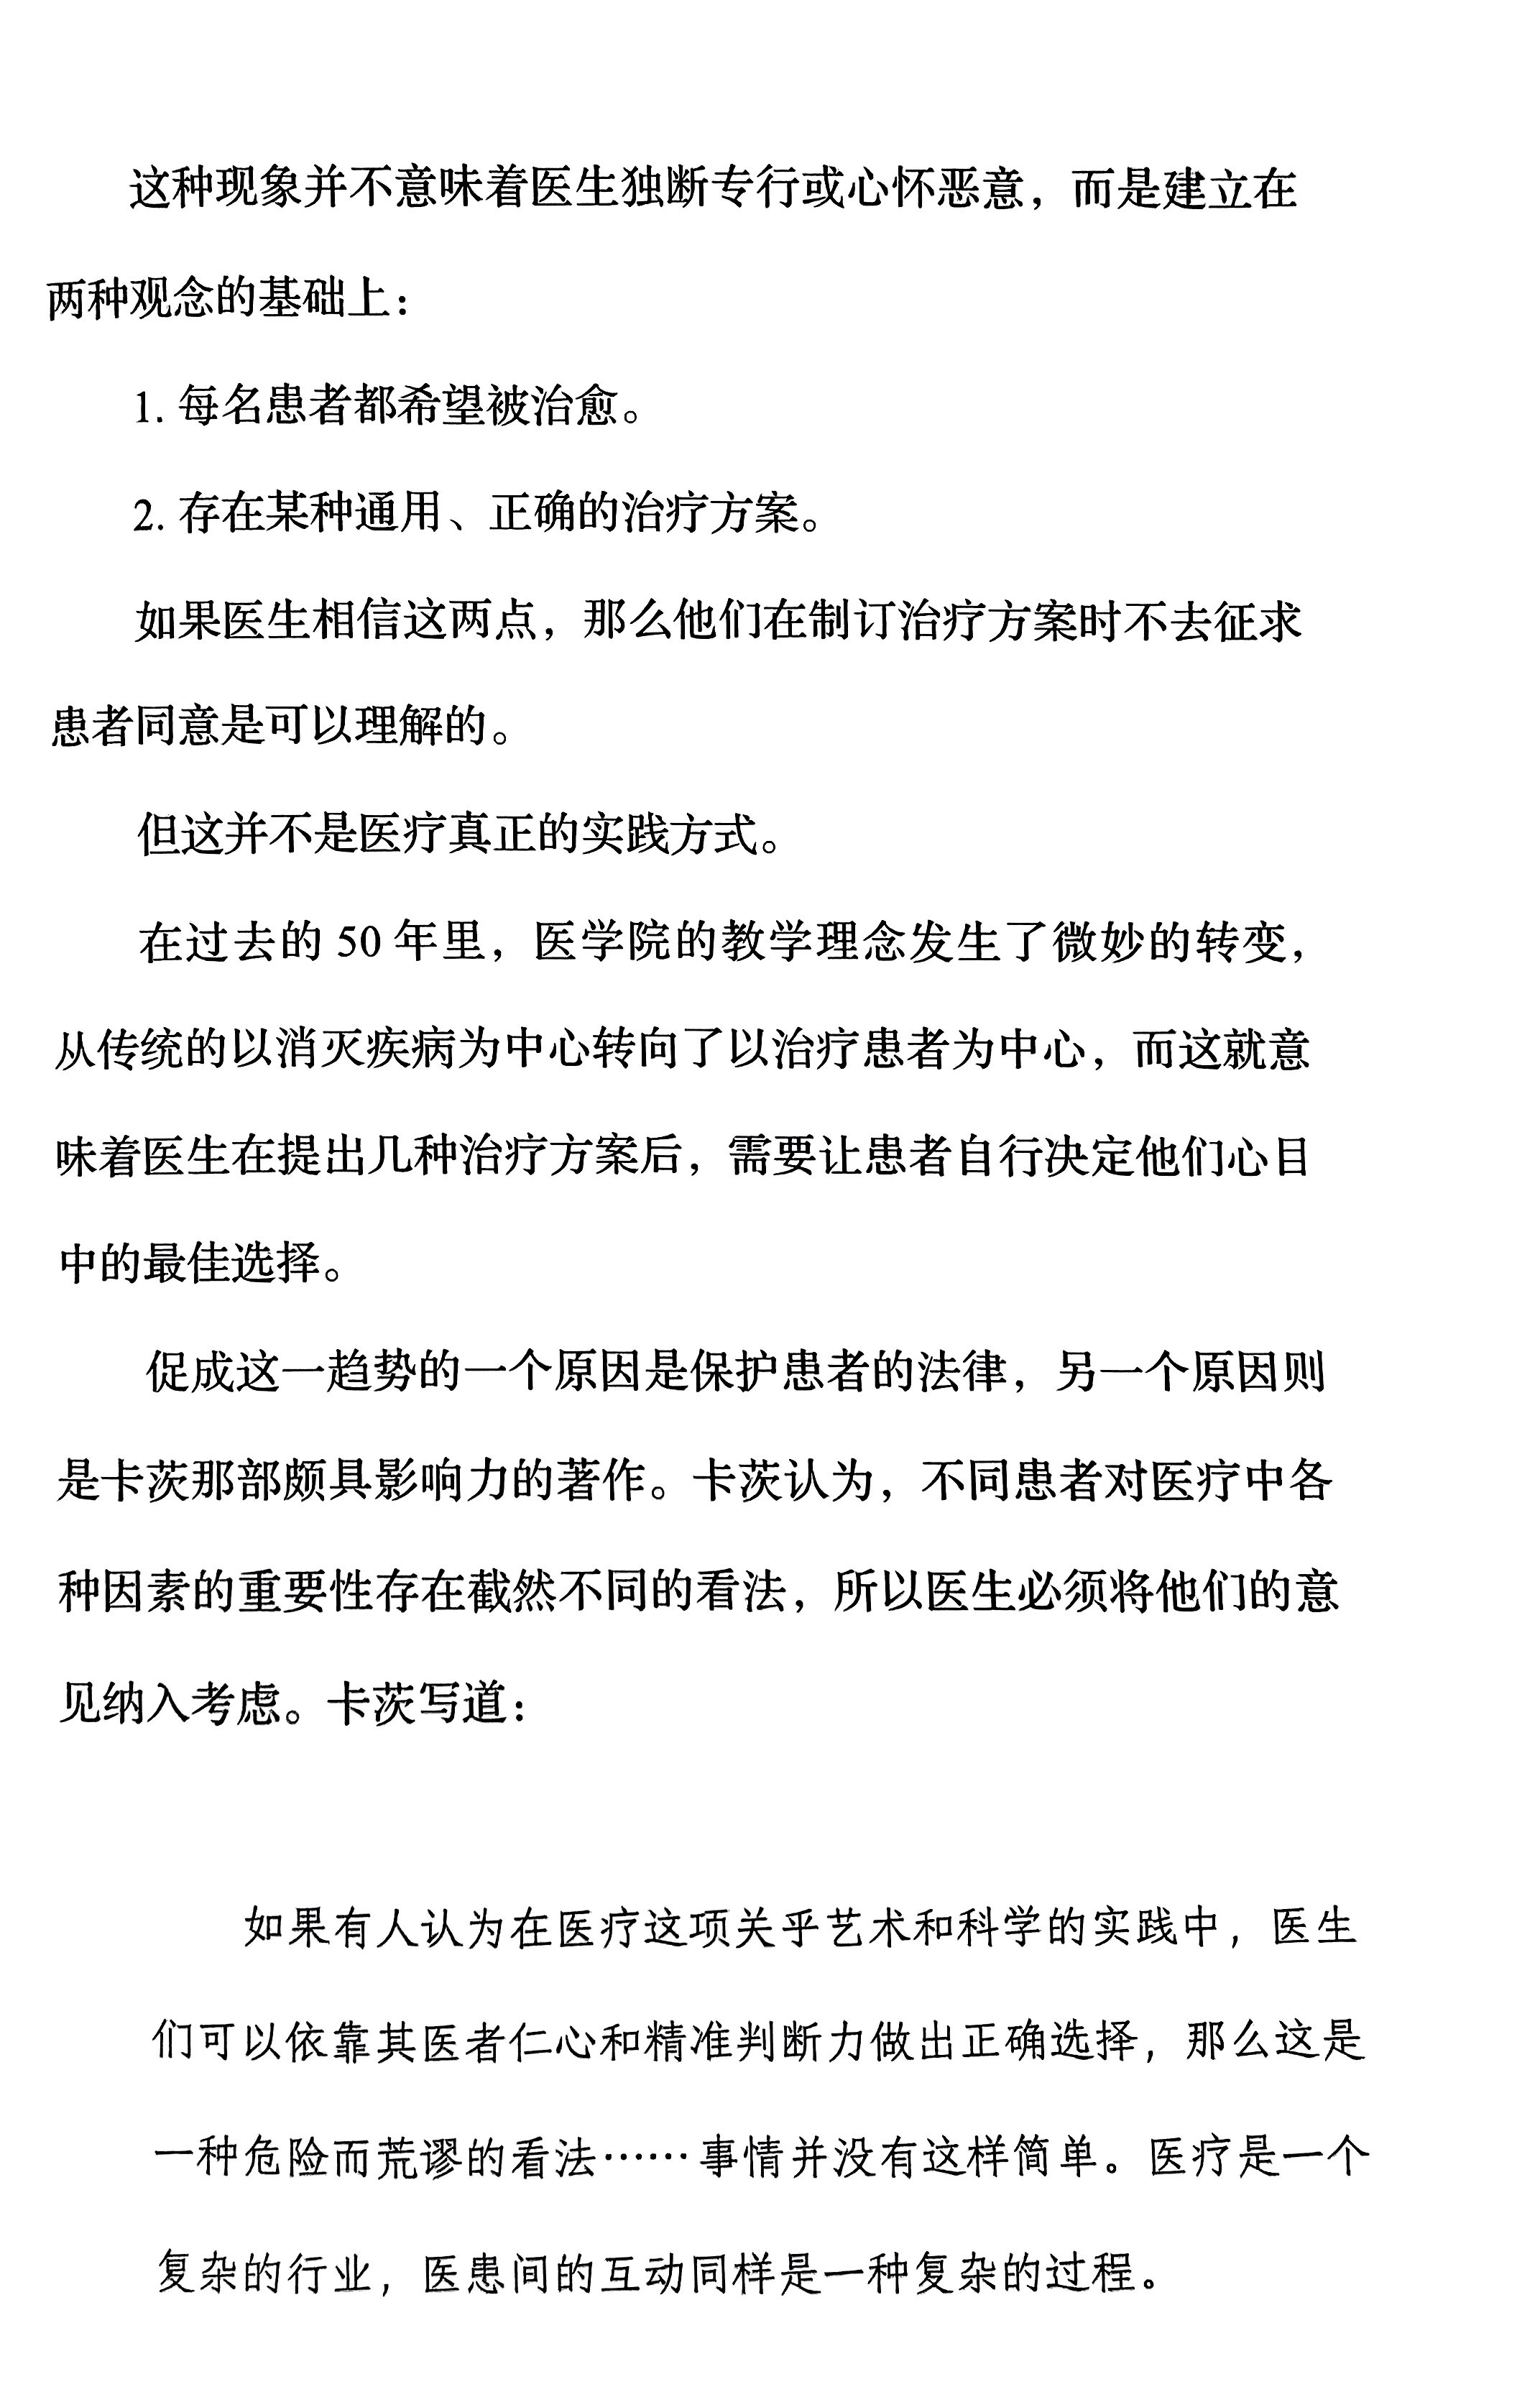 这种现象并不意味着医生独断专行或心怀恶意，而是建立在
两种观念的基础上：
1. 每名患者都希望被治愈。
2. 存在某种通用、正确的治疗方案。
如果医生相信这两点，那么他们在制订治疗方案时不去征求
患者同意是可以理解的。
但这并不是医疗真正的实践方式。
在过去的 50 年里，医学院的教学理念发生了微妙的转变，
从传统的以消灭疾病为中心转向了以治疗患者为中心，而这就意
味着医生在提出几种治疗方案后，需要让患者自行决定他们心目
中的最佳选择。
促成这一趋势的一个原因是保护患者的法律，另一个原因则
是卡茨那部颇具影响力的著作。卡茨认为，不同患者对医疗中各
种因素的重要性存在截然不同的看法，所以医生必须将他们的意
见纳入考虑。卡茨写道：
如果有人认为在医疗这项关乎艺术和科学的实践中，医生
们可以依靠其医者仁心和精准判断力做出正确选择，那么这是
一种危险而荒谬的看法……事情并没有这样简单。医疗是一个
复杂的行业，医患间的互动同样是一种复杂的过程。